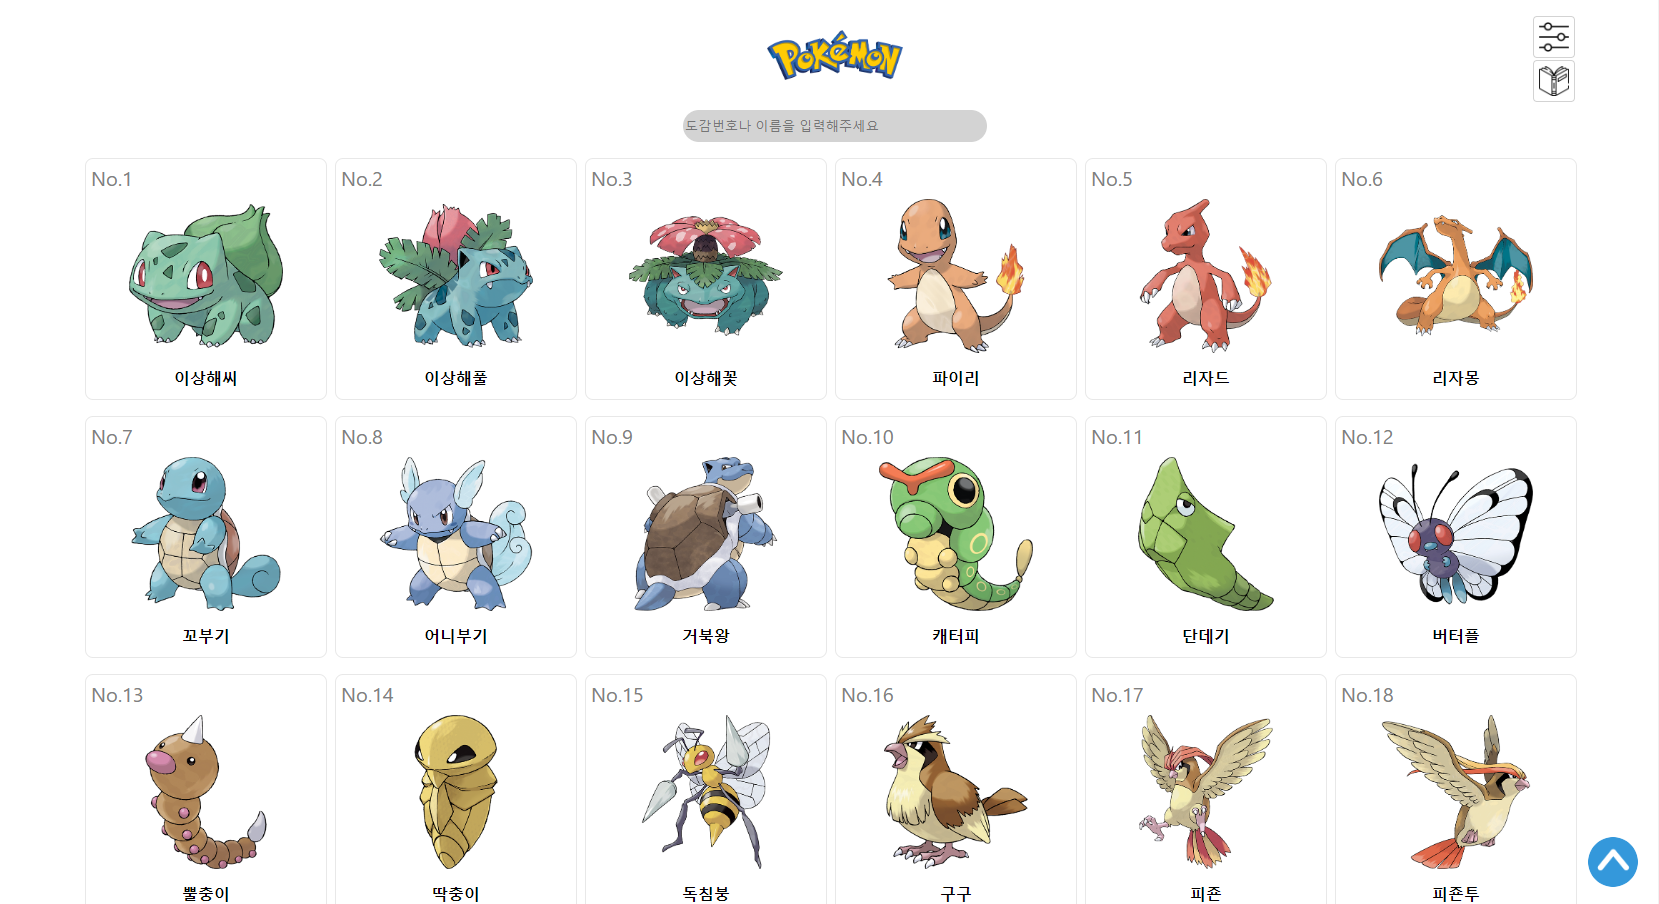 POKéMON
도감번호나 이름을 입력해주세요
No.1
No.2
No.3
No.4
No.5
No.6
이상해씨
이상해풀
이상해꽃
파이리
리자드
리자몽
No.7
No.8
No.9
No.10
No.11
No.12
꼬부기
어니부기
거북왕
캐터피
단데기
버터플
No.13
No.14
No.15
No.16
No.17
No.18
뿔충이
딱충이
독침붕
구구
피죤
피죤투